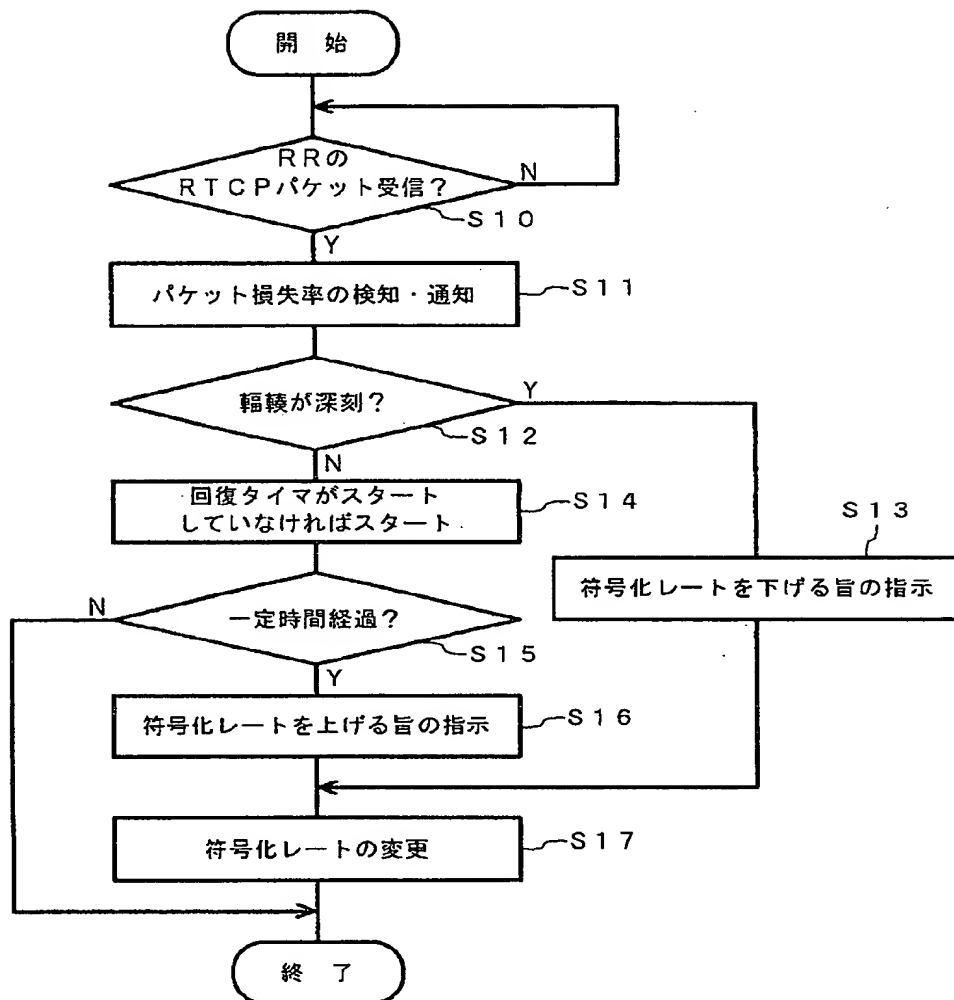 開 始
RRの
RTCPパケット受信?
N
S10
Y
パケット損失率の検知・通知
S11
輻輳が深刻?
Y
S12
N
回復タイマがスタート
していなければスタート
S14
S13
符号化レートを下げる旨の指示
N
一定時間経過?
S15
Y
符号化レートを上げる旨の指示
S16
符号化レートの変更
S17
終 了